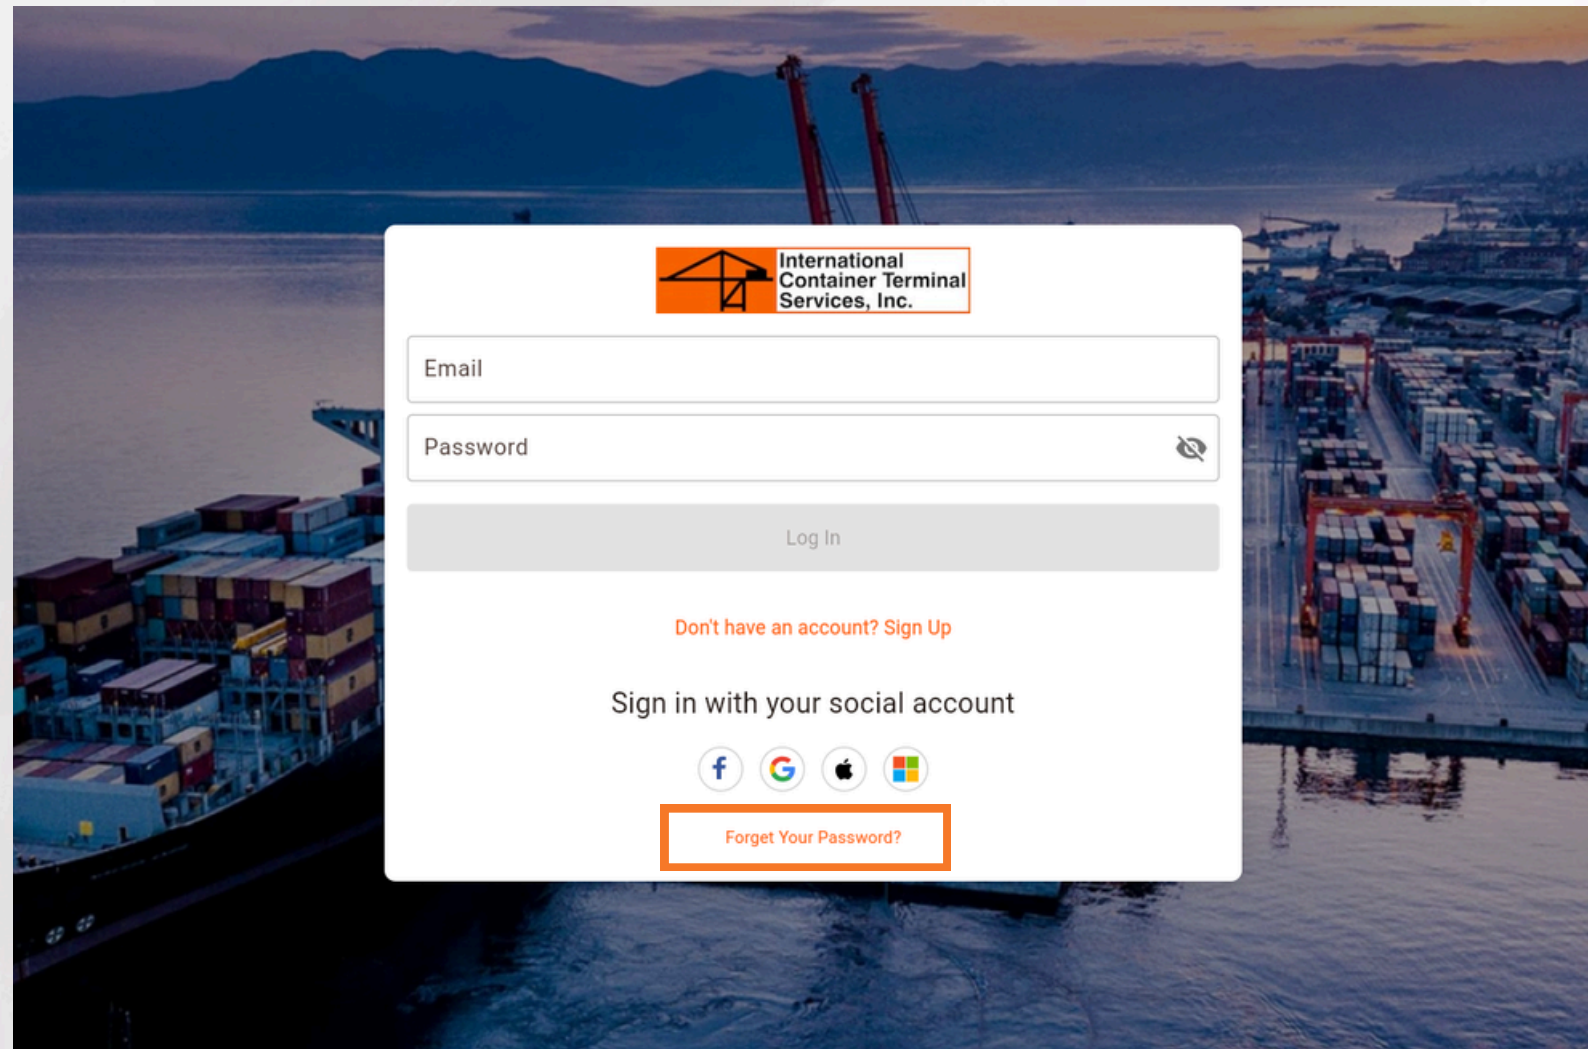 International
Container Terminal
Services, Inc.
Email
Password
Log In
Don't have an account? Sign Up
Sign in with your social account
Forget Your Password?